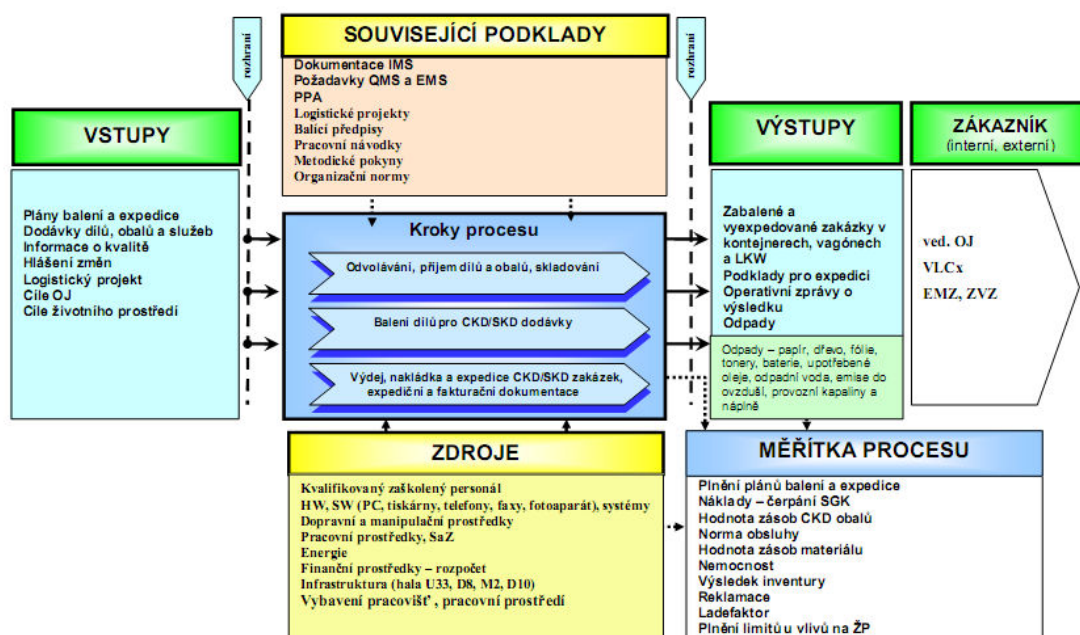 rozhraní
SOUVISEJÍCÍ PODKLADY
rozhraní
Dokumentace IMS
Požadavky QMS a EMS
PPA
Logistické projekty
Balící předpisy
Pracovní návodky
Metodické pokyny
Organizační normy
VSTUPY
Plány balení a expedice
Dodávky dílů, obalů a služeb
Informace o kvalitě
Hlášení změn
Logistický projekt
Cíle OJ
Cíle životního prostředí
Kroky procesu
Odvolávání, příjem dílů a obalů, skladování
Balení dílů pro CKD/SKD dodávky
Výdej, nakládka a expedice CKD/SKD zakázek,
expediční a fakturační dokumentace
VÝSTUPY
Zabalené a
vyexpedované zakázky v
kontejnerech, vagónech
a LKW
Podklady pro expedici
Operativní zprávy o
výsledku
Odpady
Odpady – papír, dřevo, fólie,
tonery, baterie, upotřebené
oleje, odpadní voda, emise do
ovzduší, provozní kapaliny a
náplně
ZÁKAZNÍK
(interní, externí)
ved. OJ
VLCx
EMZ, ZVZ
ZDROJE
Kvalifikovaný zaškolený personál
HW, SW (PC, tiskárny, telefony, faxy, fotoaparát), systémy
Dopravní a manipulační prostředky
Pracovní prostředky, SaZ
Energie
Finanční prostředky – rozpočet
Infrastruktura (hala U33, D8, M2, D10)
Vybavení pracovišť , pracovní prostředí
MĚŘÍTKA PROCESU
Plnění plánů balení a expedice
Náklady – čerpání SGK
Hodnota zásob CKD obalů
Norma obsluhy
Hodnota zásob materiálu
Nemocnost
Výsledek inventury
Reklamace
Ladefaktor
Plnění limitů u vlivů na ŽP